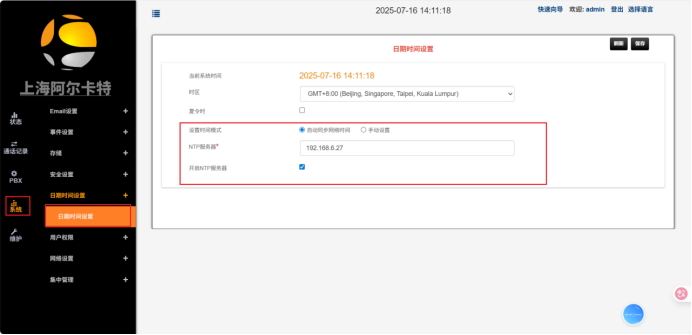 2025-07-16 14:11:18
快速向导 欢迎: admin 登出 选择语言
上海阿尔卡特
状态
通话记录
PBX
系统
维护
Email设置 +
事件设置 +
存储 +
安全设置 +
日期时间设置 +
日期时间设置
用户权限 +
网络设置 +
集中管理 +
日期时间设置
刷新 保存
当前系统时间 2025-07-16 14:11:18
时区 GMT+8:00 (Beijing, Singapore, Taipei, Kuala Lumpur)
夏令时
设置时间模式 自动同步网络时间 手动设置
NTP服务器* 192.168.6.27
开启NTP服务器